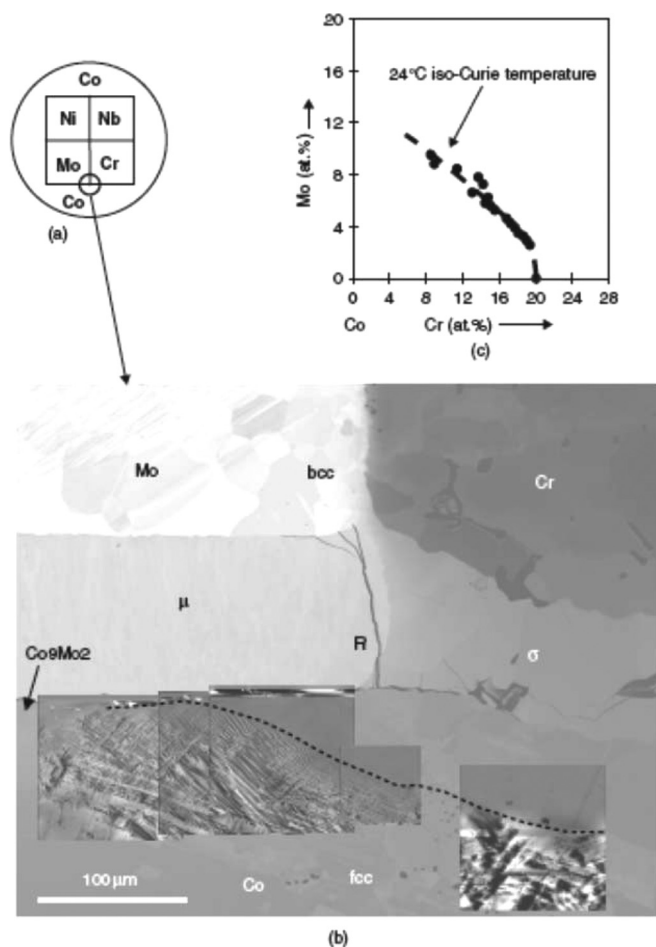 Co
Ni Nb
Mo Cr
Co
(a)
20
16
12
8
4
0
Mo (at.%)
24°C iso-Curie temperature
0 4 8 12 16 20 24 28
Co Cr (at.%)
(c)
Mo bcc Cr
μ
R
σ
Co9Mo2
100 μm
Co fcc
(b)